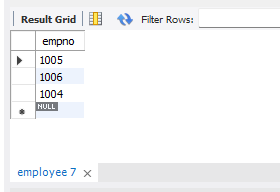 Result Grid Filter Rows:
empno
1005
1006
1004
NULL
employee 7